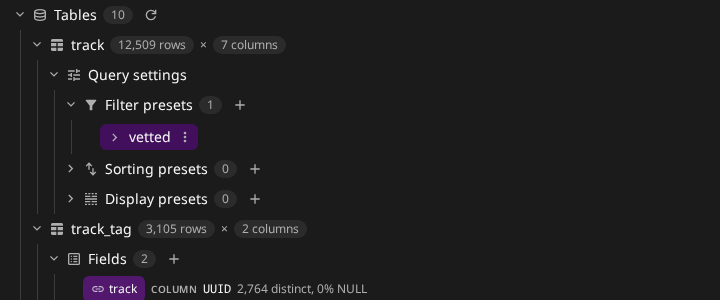 Tables 10
track 12,509 rows × 7 columns
Query settings
Filter presets 1 +
vetted
Sorting presets 0 +
Display presets 0 +
track_tag 3,105 rows × 2 columns
Fields 2 +
track COLUMN UUID 2,764 distinct, 0% NULL